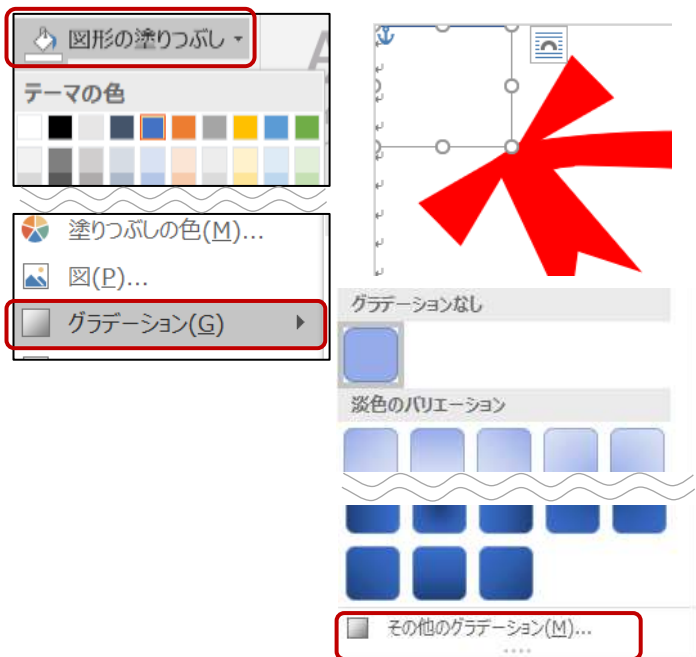 図形の塗りつぶし
テーマの色
塗りつぶしの色(M)...
図(P)...
グラデーション(G)
グラデーションなし
淡色のバリエーション
その他のグラデーション(M)...